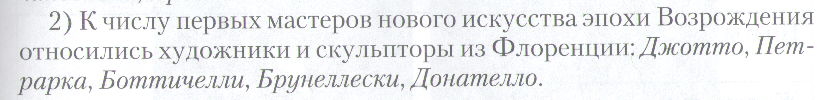 2) К числу первых мастеров нового искусства эпохи Возрождения
относились художники и скульпторы из Флоренции: Джотто, Пет-
рарка, Боттичелли, Брунеллески, Донателло.